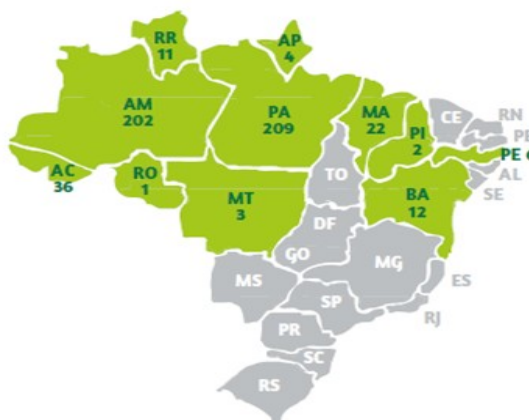 RR
11
AP
4
AM
202
PA
209
MA
22
PI
2
CE
RN
PE
AL
SE
AC
36
RO
1
MT
3
TO
BA
12
DF
GO
MG
MS
ES
SP
RJ
PR
SC
RS